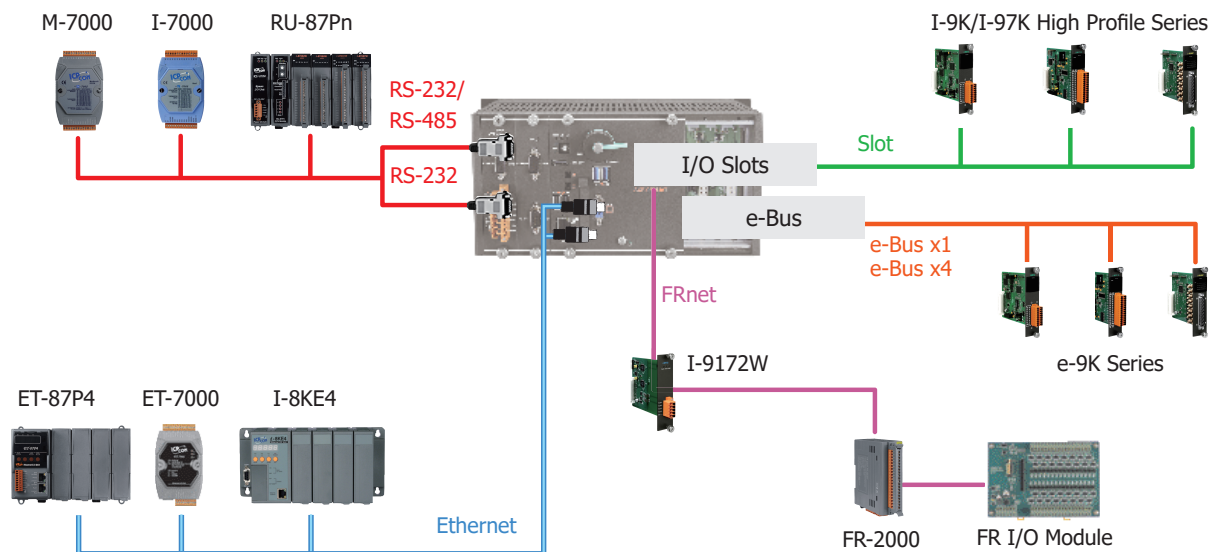 M-7000
I-7000
RU-87Pn
I-9K/I-97K High Profile Series
RS-232/
RS-485
RS-232
I/O Slots
Slot
e-Bus
e-Bus x1
e-Bus x4
FRnet
I-9172W
e-9K Series
ET-87P4
ET-7000
I-8KE4
Ethernet
FR-2000
FR I/O Module